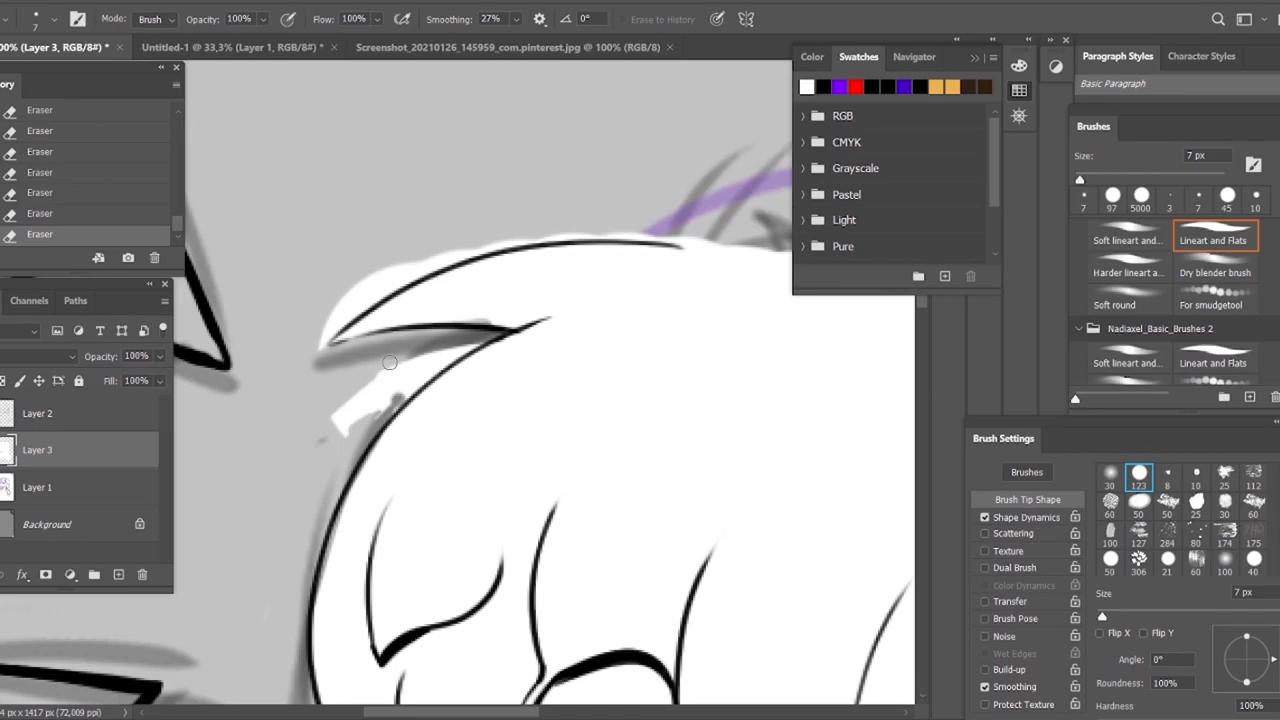 7 Mode: Brush Opacity: 100% Flow: 100% Smoothing: 27% 0° Erase to History
00% (Layer 3, RGB/8#) * × Untitled-1 @ 33,3% (Layer 1, RGB/8#) * × Screenshot_20210126_145959_com.pinterest.jpg @ 100% (RGB/8) ×
ory
Eraser
Eraser
Eraser
Eraser
Eraser
Eraser
Eraser
Channels Paths
Opacity: 100%
Fill: 100%
Layer 2
Layer 3
Layer 1
Background
fx
4 px x 1417 px (72,009 ppi)
Color Swatches Navigator
RGB
CMYK
Grayscale
Pastel
Light
Pure
Paragraph Styles Character Styles
Basic Paragraph
Brushes
Size: 7 px
7 97 5000 3 7 45 10
Soft lineart and... Lineart and Flats
Harder lineart a... Dry blender brush
Soft round For smudgetool
Nadiaxel_Basic_Brushes 2
Soft lineart and... Lineart and Flats
Brush Settings
Brushes
Brush Tip Shape
Shape Dynamics
Scattering
Texture
Dual Brush
Color Dynamics
Transfer
Brush Pose
Noise
Wet Edges
Build-up
Smoothing
Protect Texture
30 123 8 10 25 112
60 50 50 25 30 60
100 127 284 80 174 175
50 306 21 60 100 40
Size 7 px
Flip X Flip Y
Angle: 0°
Roundness: 100%
Hardness 100%